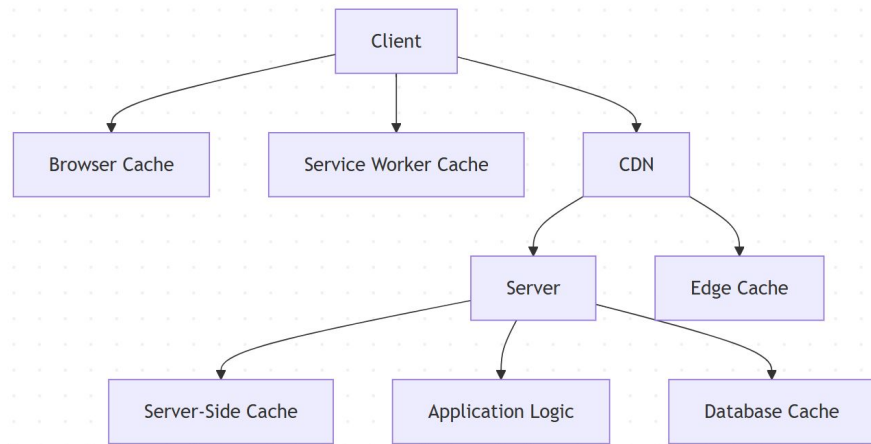 Client
Browser Cache
Service Worker Cache
CDN
Server
Edge Cache
Server-Side Cache
Application Logic
Database Cache